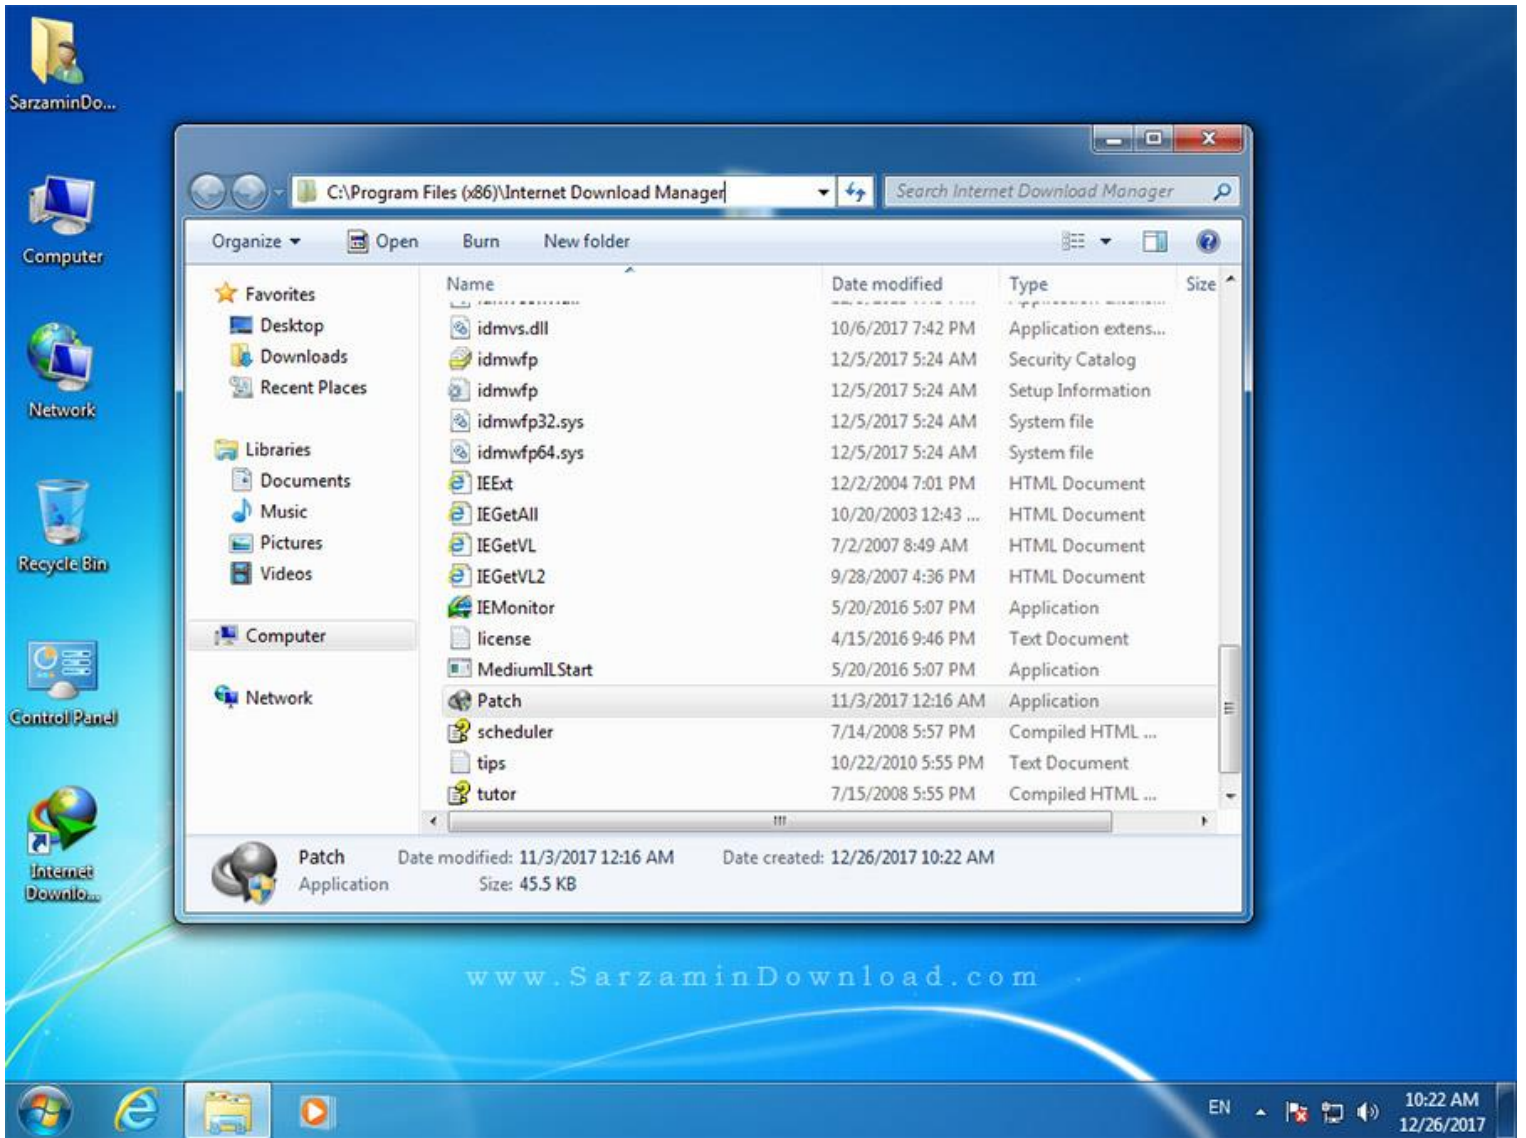 SarzaminDo...
Computer
Network
Recycle Bin
Control Panel
Internet
Downlo...
C:\Program Files (x86)\Internet Download Manager
Search Internet Download Manager
Organize Open Burn New folder
Favorites
Desktop
Downloads
Recent Places
Libraries
Documents
Music
Pictures
Videos
Computer
Network
Name Date modified Type Size
idmvs.dll 10/6/2017 7:42 PM Application extens...
idmwfp 12/5/2017 5:24 AM Security Catalog
idmwfp 12/5/2017 5:24 AM Setup Information
idmwfp32.sys 12/5/2017 5:24 AM System file
idmwfp64.sys 12/5/2017 5:24 AM System file
IEExt 12/2/2004 7:01 PM HTML Document
IEGetAll 10/20/2003 12:43 ... HTML Document
IEGetVL 7/2/2007 8:49 AM HTML Document
IEGetVL2 9/28/2007 4:36 PM HTML Document
IEMonitor 5/20/2016 5:07 PM Application
license 4/15/2016 9:46 PM Text Document
MediumILStart 5/20/2016 5:07 PM Application
Patch 11/3/2017 12:16 AM Application
scheduler 7/14/2008 5:57 PM Compiled HTML ...
tips 10/22/2010 5:55 PM Text Document
tutor 7/15/2008 5:55 PM Compiled HTML ...
Patch Date modified: 11/3/2017 12:16 AM Date created: 12/26/2017 10:22 AM
Application Size: 45.5 KB
www.SarzaminDownload.com
EN
10:22 AM
12/26/2017